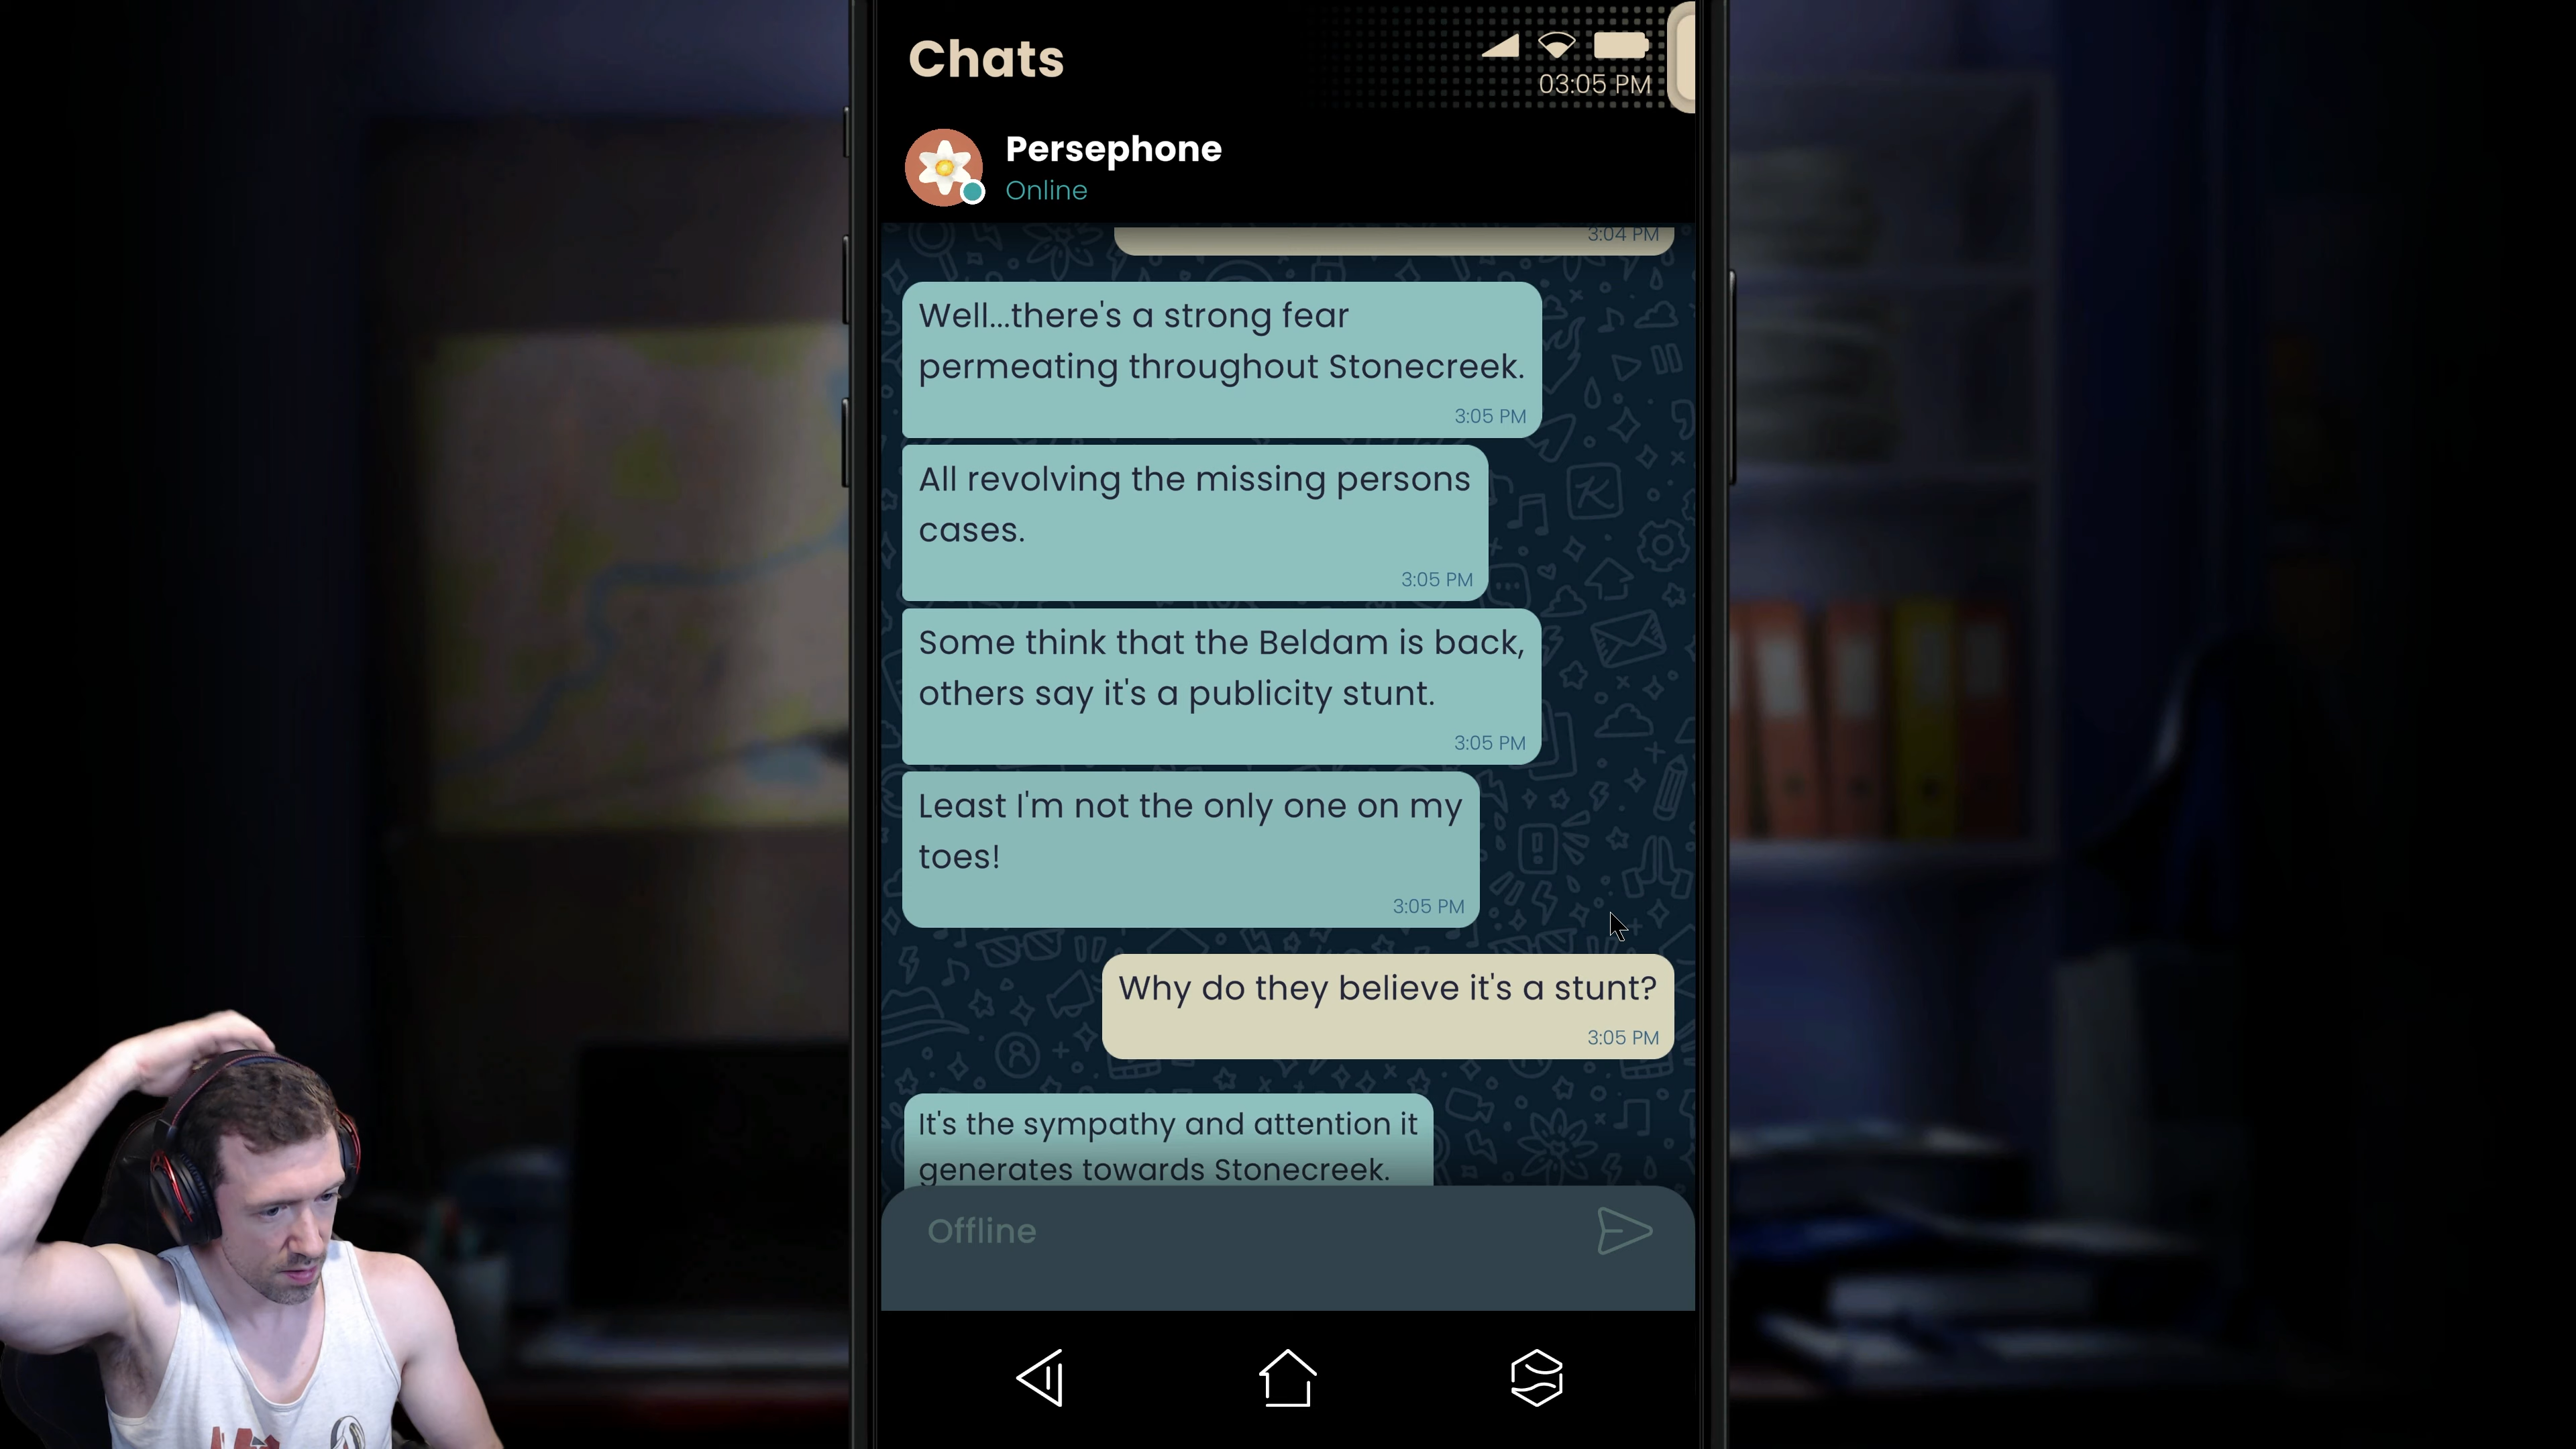 Chats
03:05 PM
Persephone
Online
3:04 PM
Well...there's a strong fear
permeating throughout Stonecreek.
3:05 PM
All revolving the missing persons
cases.
3:05 PM
Some think that the Beldam is back,
others say it's a publicity stunt.
3:05 PM
Least I'm not the only one on my
toes!
3:05 PM
Why do they believe it's a stunt?
3:05 PM
It's the sympathy and attention it
generates towards Stonecreek.
Offline